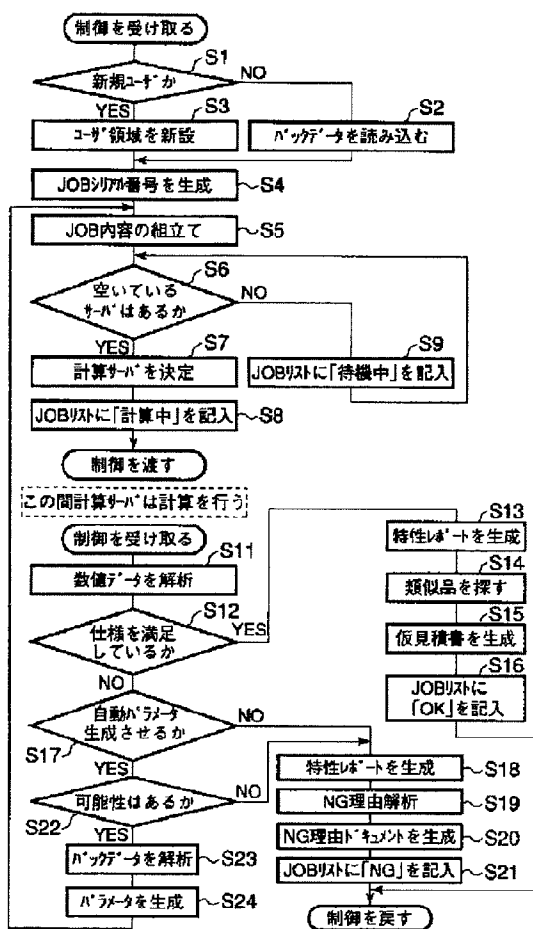 制御を受け取る
S1
新規ﾕｰｻﾞか
NO
YES
S3
S2
ﾕｰｻﾞ領域を新設
ﾊﾞｯｸﾃﾞｰﾀを読み込む
JOBｼﾘｱﾙ番号を生成
S4
JOB内容の組立て
S5
S6
空いている
ｻｰﾊﾞはあるか
NO
YES
S7
S9
計算ｻｰﾊﾞを決定
JOBﾘｽﾄに「待機中」を記入
JOBﾘｽﾄに「計算中」を記入
S8
制御を渡す
この間計算ｻｰﾊﾞは計算を行う
制御を受け取る
S11
数値ﾃﾞｰﾀを解析
S12
仕様を満足
しているか
YES
NO
S13
特性ﾚﾎﾟｰﾄを生成
S14
類似品を探す
S15
仮見積書を生成
S16
JOBﾘｽﾄに
「OK」を記入
自動ﾊﾟﾗﾒｰﾀ
生成させるか
NO
S17
YES
特性ﾚﾎﾟｰﾄを生成
S18
可能性はあるか
NO
S22
YES
NG理由解析
S19
NG理由ﾄﾞｷｭﾒﾝﾄを生成
S20
ﾊﾞｯｸﾃﾞｰﾀを解析
S23
JOBﾘｽﾄに「NG」を記入
S21
ﾊﾟﾗﾒｰﾀを生成
S24
制御を戻す